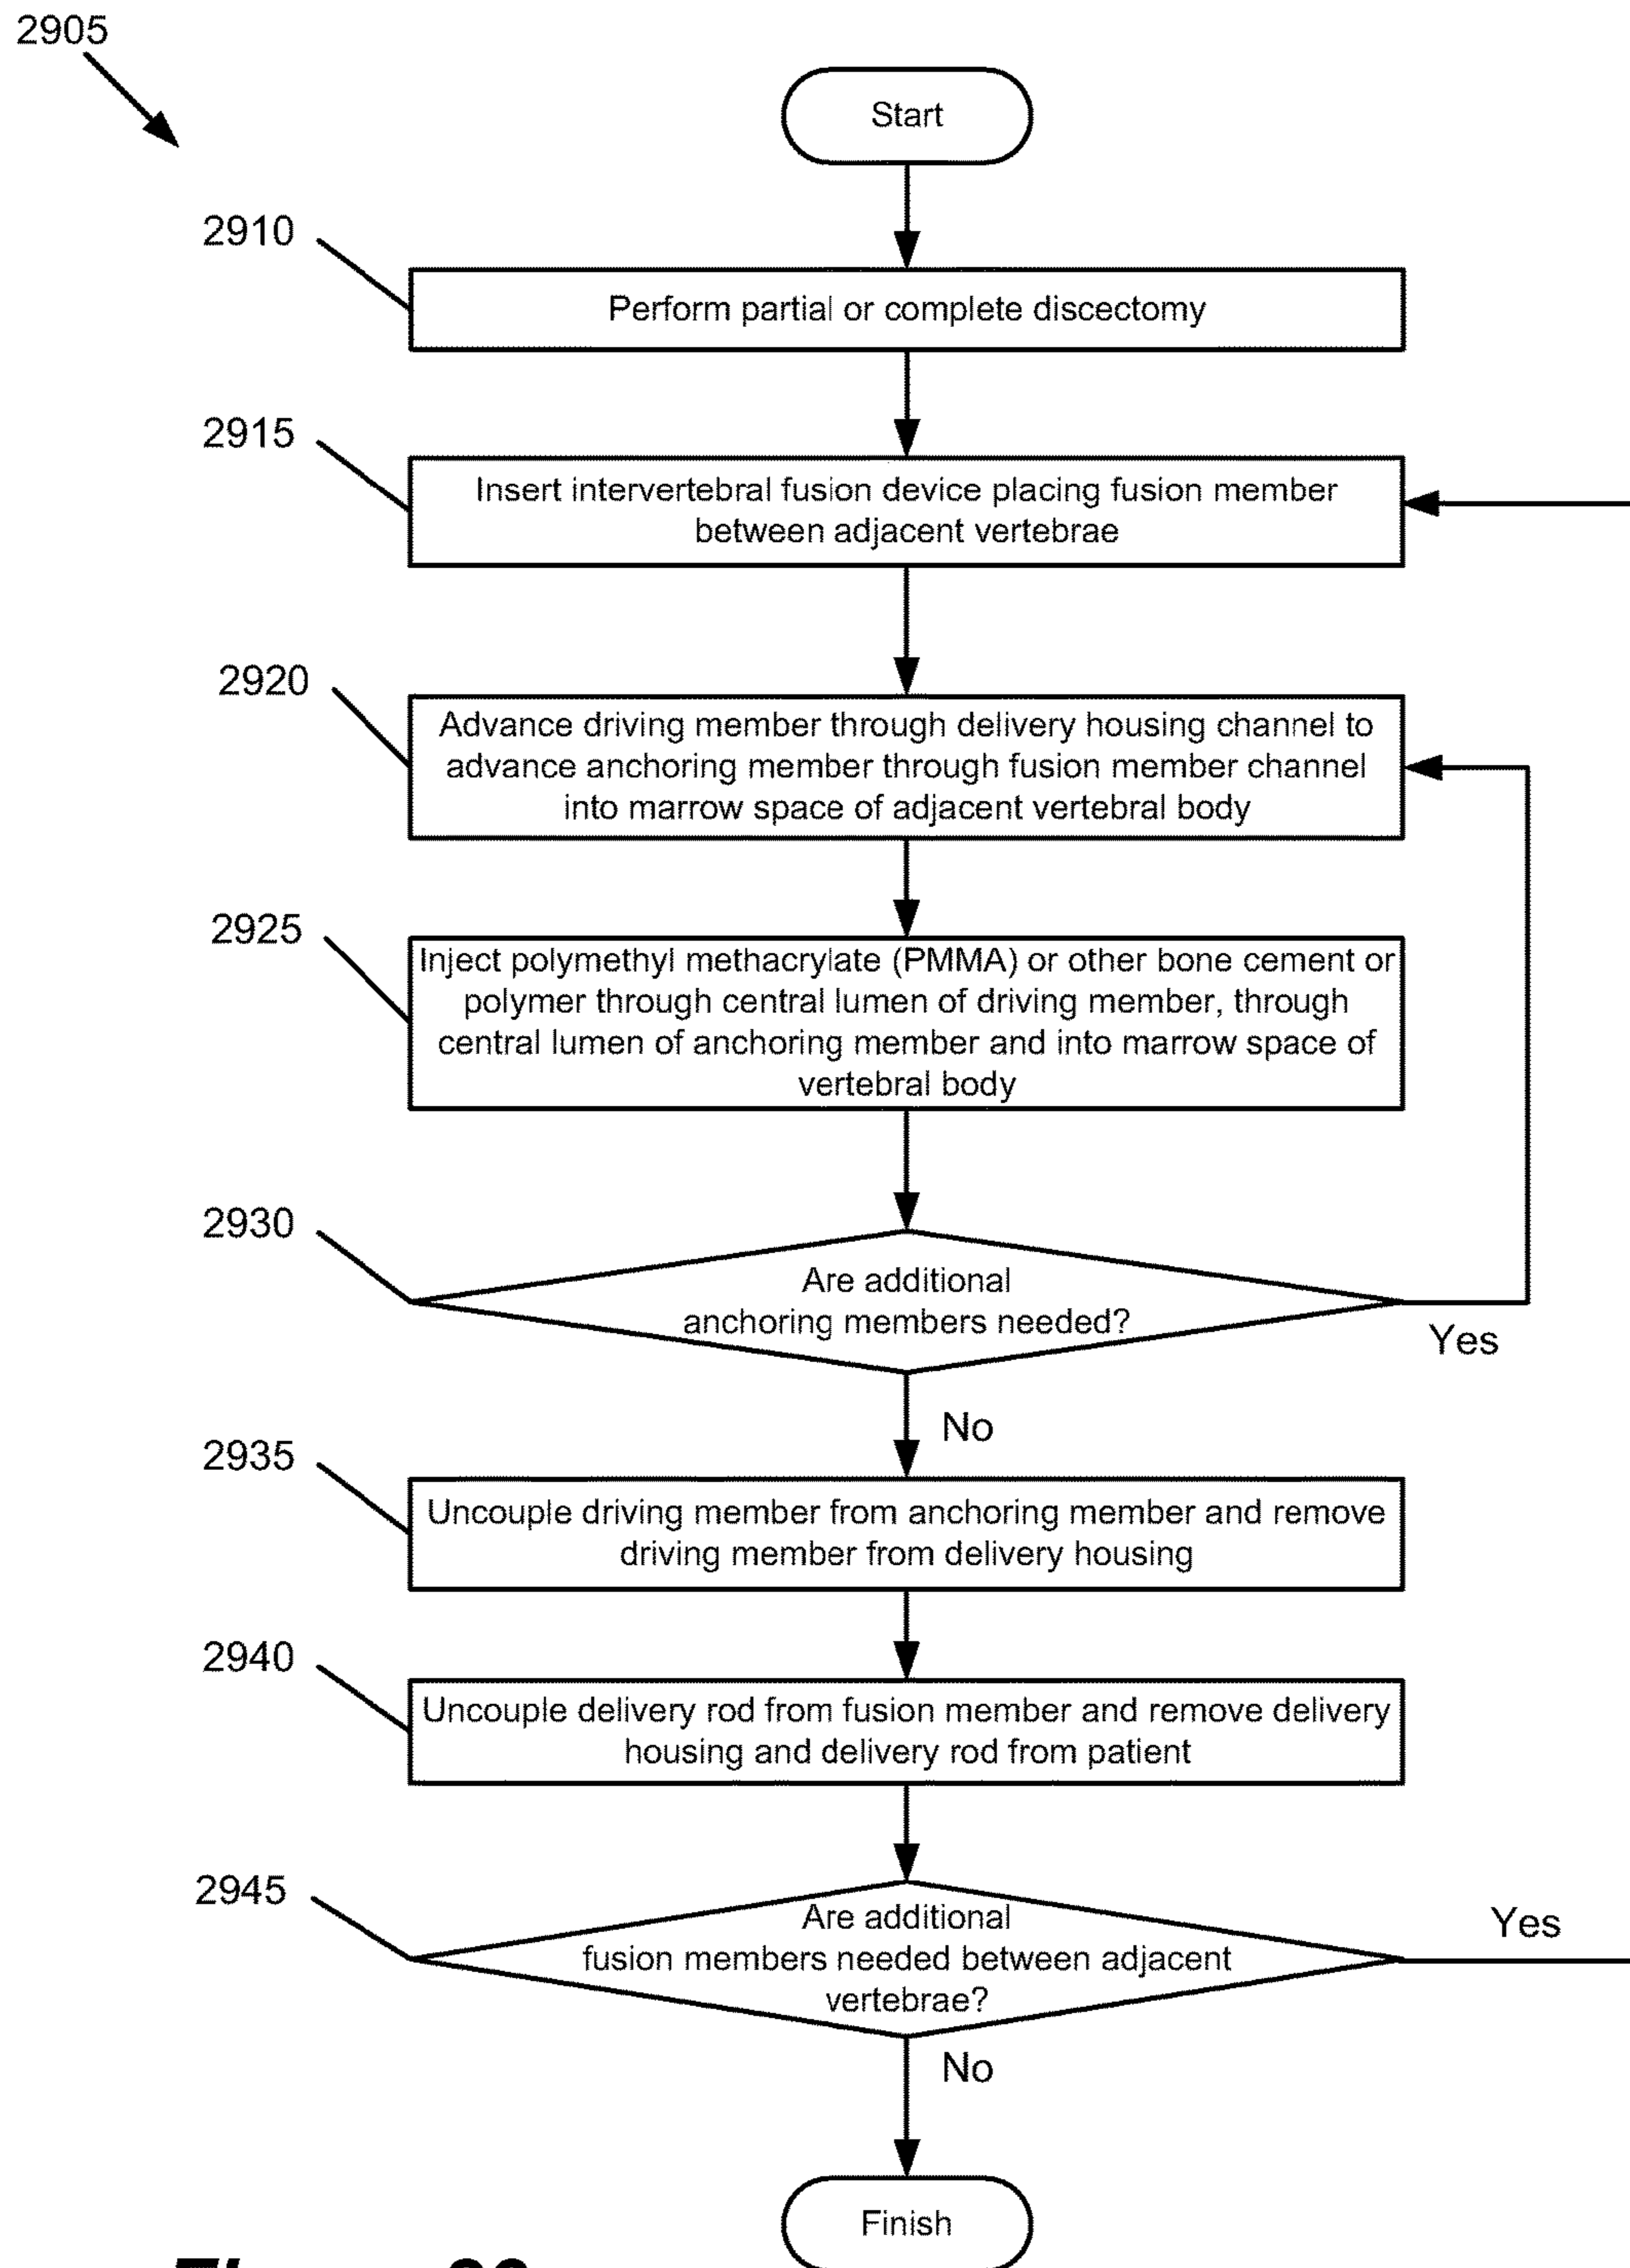 2905
Start
2910
Perform partial or complete discectomy
2915
Insert intervertebral fusion device placing fusion member
between adjacent vertebrae
2920
Advance driving member through delivery housing channel to
advance anchoring member through fusion member channel
into marrow space of adjacent vertebral body
2925
Inject polymethyl methacrylate (PMMA) or other bone cement or
polymer through central lumen of driving member, through
central lumen of anchoring member and into marrow space of
vertebral body
2930
Are additional
anchoring members needed?
Yes
No
2935
Uncouple driving member from anchoring member and remove
driving member from delivery housing
2940
Uncouple delivery rod from fusion member and remove delivery
housing and delivery rod from patient
2945
Are additional
fusion members needed between adjacent
vertebrae?
Yes
No
Finish